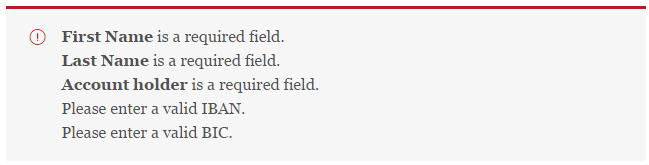 First Name is a required field.
Last Name is a required field.
Account holder is a required field.
Please enter a valid IBAN.
Please enter a valid BIC.